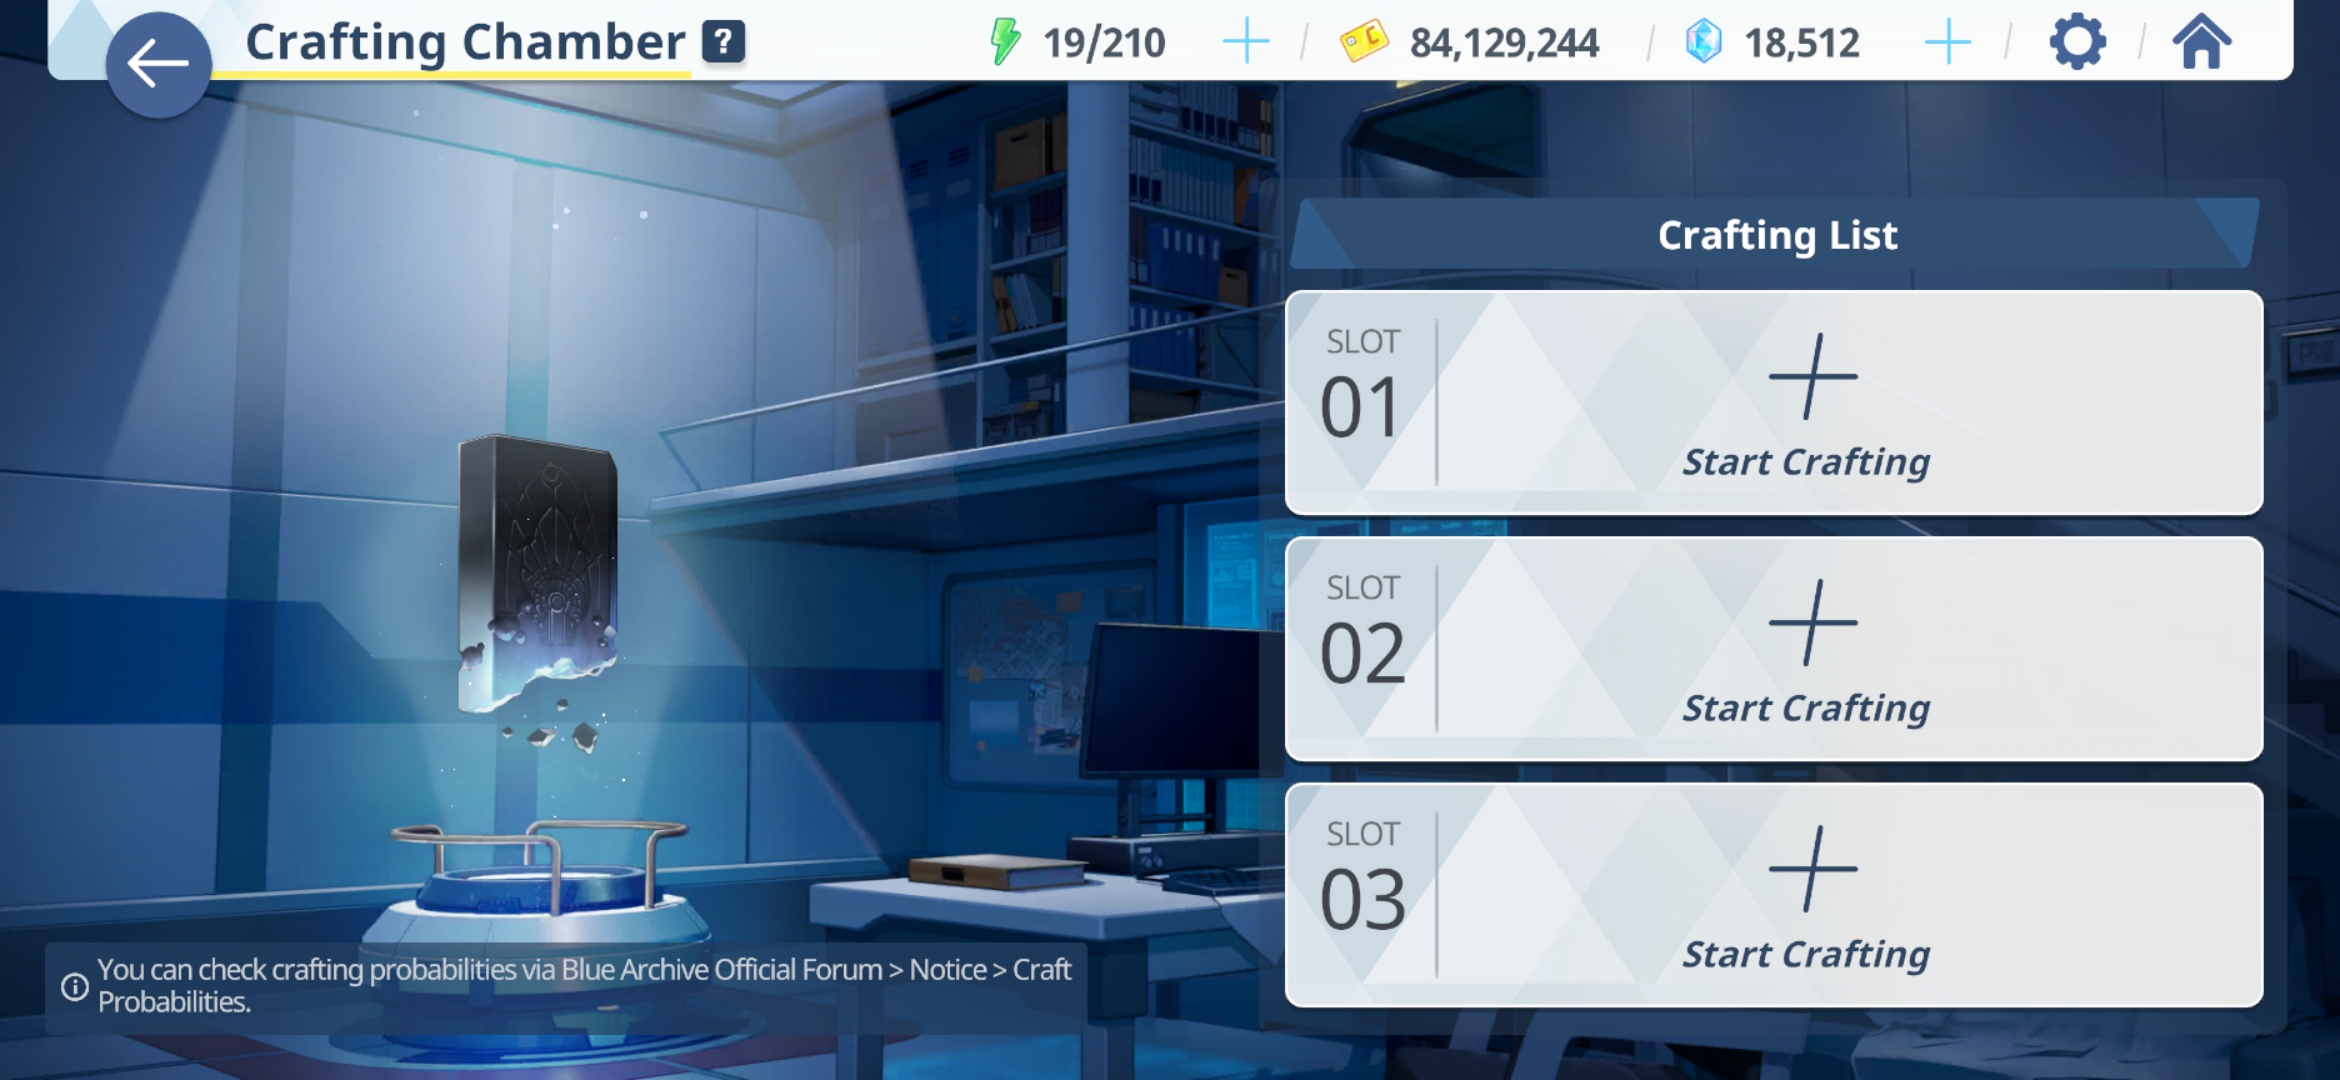 Crafting Chamber ?
19/210
84,129,244
18,512
Crafting List
SLOT
01
Start Crafting
SLOT
02
Start Crafting
SLOT
03
Start Crafting
You can check crafting probabilities via Blue Archive Official Forum > Notice > Craft
Probabilities.